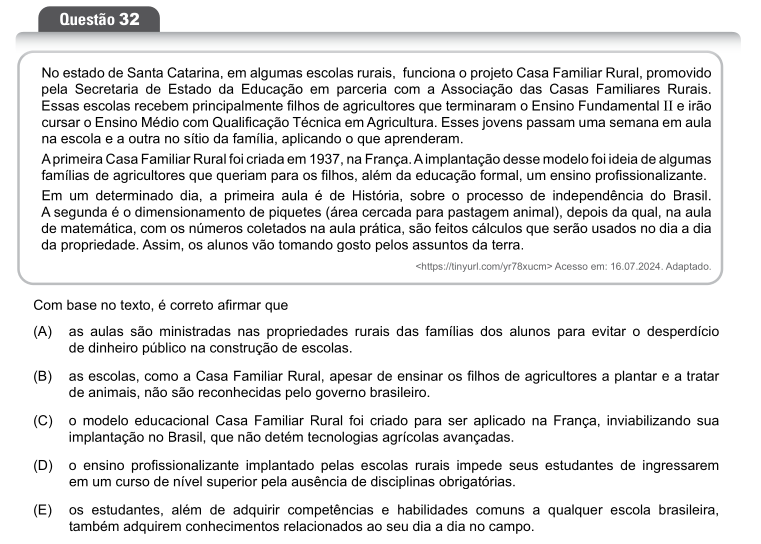 Questão 32
No estado de Santa Catarina, em algumas escolas rurais, funciona o projeto Casa Familiar Rural, promovido
pela Secretaria de Estado da Educação em parceria com a Associação das Casas Familiares Rurais.
Essas escolas recebem principalmente filhos de agricultores que terminaram o Ensino Fundamental II e irão
cursar o Ensino Médio com Qualificação Técnica em Agricultura. Esses jovens passam uma semana em aula
na escola e a outra no sítio da família, aplicando o que aprenderam.
A primeira Casa Familiar Rural foi criada em 1937, na França. A implantação desse modelo foi ideia de algumas
famílias de agricultores que queriam para os filhos, além da educação formal, um ensino profissionalizante.
Em um determinado dia, a primeira aula é de História, sobre o processo de independência do Brasil.
A segunda é o dimensionamento de piquetes (área cercada para pastagem animal), depois da qual, na aula
de matemática, com os números coletados na aula prática, são feitos cálculos que serão usados no dia a dia
da propriedade. Assim, os alunos vão tomando gosto pelos assuntos da terra.
<https://tinyurl.com/yr78xucm> Acesso em: 16.07.2024. Adaptado.
Com base no texto, é correto afirmar que
(A) as aulas são ministradas nas propriedades rurais das famílias dos alunos para evitar o desperdício
de dinheiro público na construção de escolas.
(B) as escolas, como a Casa Familiar Rural, apesar de ensinar os filhos de agricultores a plantar e a tratar
de animais, não são reconhecidas pelo governo brasileiro.
(C) o modelo educacional Casa Familiar Rural foi criado para ser aplicado na França, inviabilizando sua
implantação no Brasil, que não detém tecnologias agrícolas avançadas.
(D) o ensino profissionalizante implantado pelas escolas rurais impede seus estudantes de ingressarem
em um curso de nível superior pela ausência de disciplinas obrigatórias.
(E) os estudantes, além de adquirir competências e habilidades comuns a qualquer escola brasileira,
também adquirem conhecimentos relacionados ao seu dia a dia no campo.